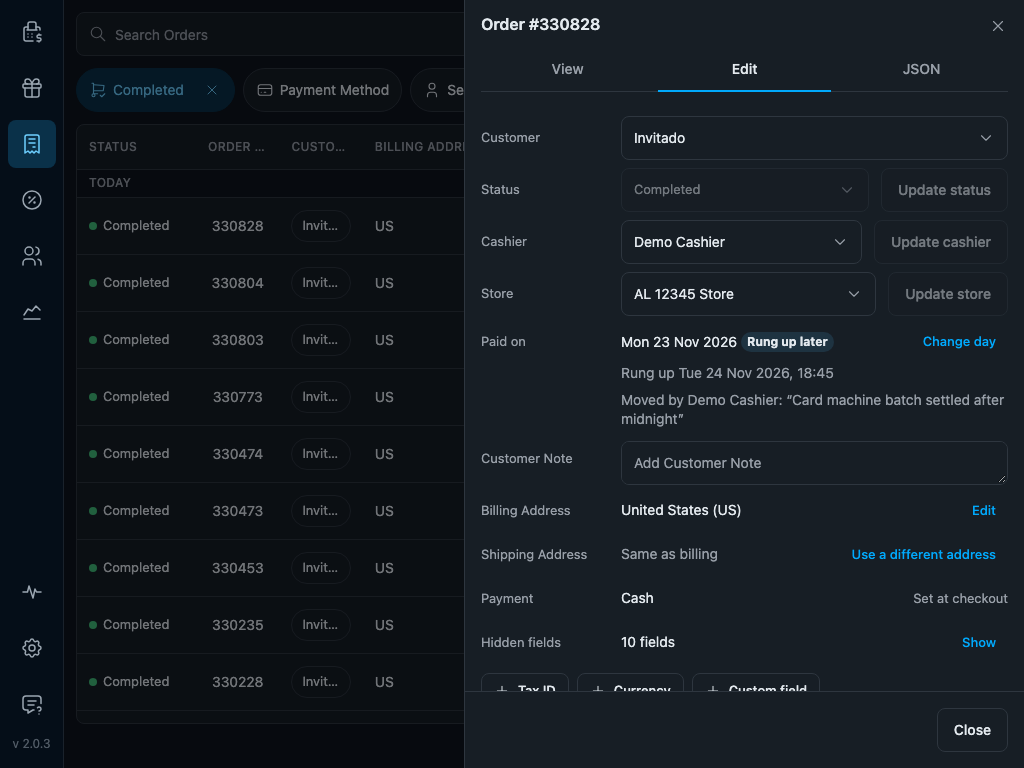 Search Orders
Completed
Payment Method
Se
STATUS
ORDER ...
CUSTO...
BILLING ADDR
TODAY
Completed 330828 Invit... US
Completed 330804 Invit... US
Completed 330803 Invit... US
Completed 330773 Invit... US
Completed 330474 Invit... US
Completed 330473 Invit... US
Completed 330453 Invit... US
Completed 330235 Invit... US
Completed 330228 Invit... US
v 2.0.3
Order #330828
View
Edit
JSON
Customer
Invitado
Status
Completed
Update status
Cashier
Demo Cashier
Update cashier
Store
AL 12345 Store
Update store
Paid on
Mon 23 Nov 2026
Rung up later
Change day
Rung up Tue 24 Nov 2026, 18:45
Moved by Demo Cashier: “Card machine batch settled after
midnight”
Customer Note
Add Customer Note
Billing Address
United States (US)
Edit
Shipping Address
Same as billing
Use a different address
Payment
Cash
Set at checkout
Hidden fields
10 fields
Show
Tax ID
Currency
Custom field
Close